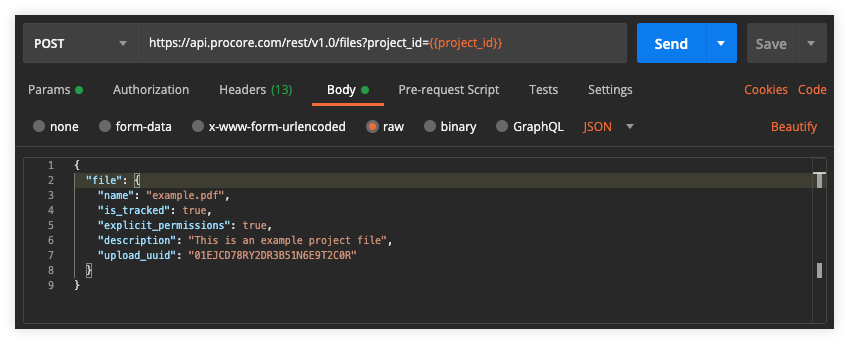 POST https://api.procore.com/rest/v1.0/files?project_id={{project_id}} Send Save
Params Authorization Headers (13) Body Pre-request Script Tests Settings Cookies Code
none form-data x-www-form-urlencoded raw binary GraphQL JSON Beautify
1 {
2 "file": {
3 "name": "example.pdf",
4 "is_tracked": true,
5 "explicit_permissions": true,
6 "description": "This is an example project file",
7 "upload_uuid": "01EJCD78RY2DR3B51N6E9T2C0R"
8 }
9 }